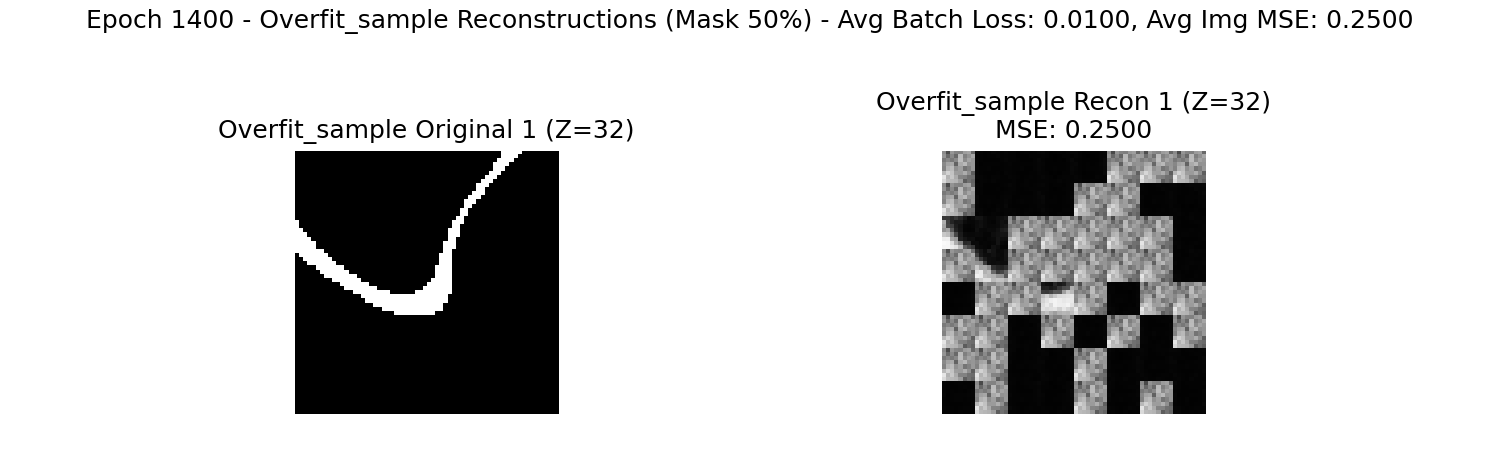 Epoch 1400 - Overfit_sample Reconstructions (Mask 50%) - Avg Batch Loss: 0.0100, Avg Img MSE: 0.2500
Overfit_sample Original 1 (Z=32)
Overfit_sample Recon 1 (Z=32)
MSE: 0.2500